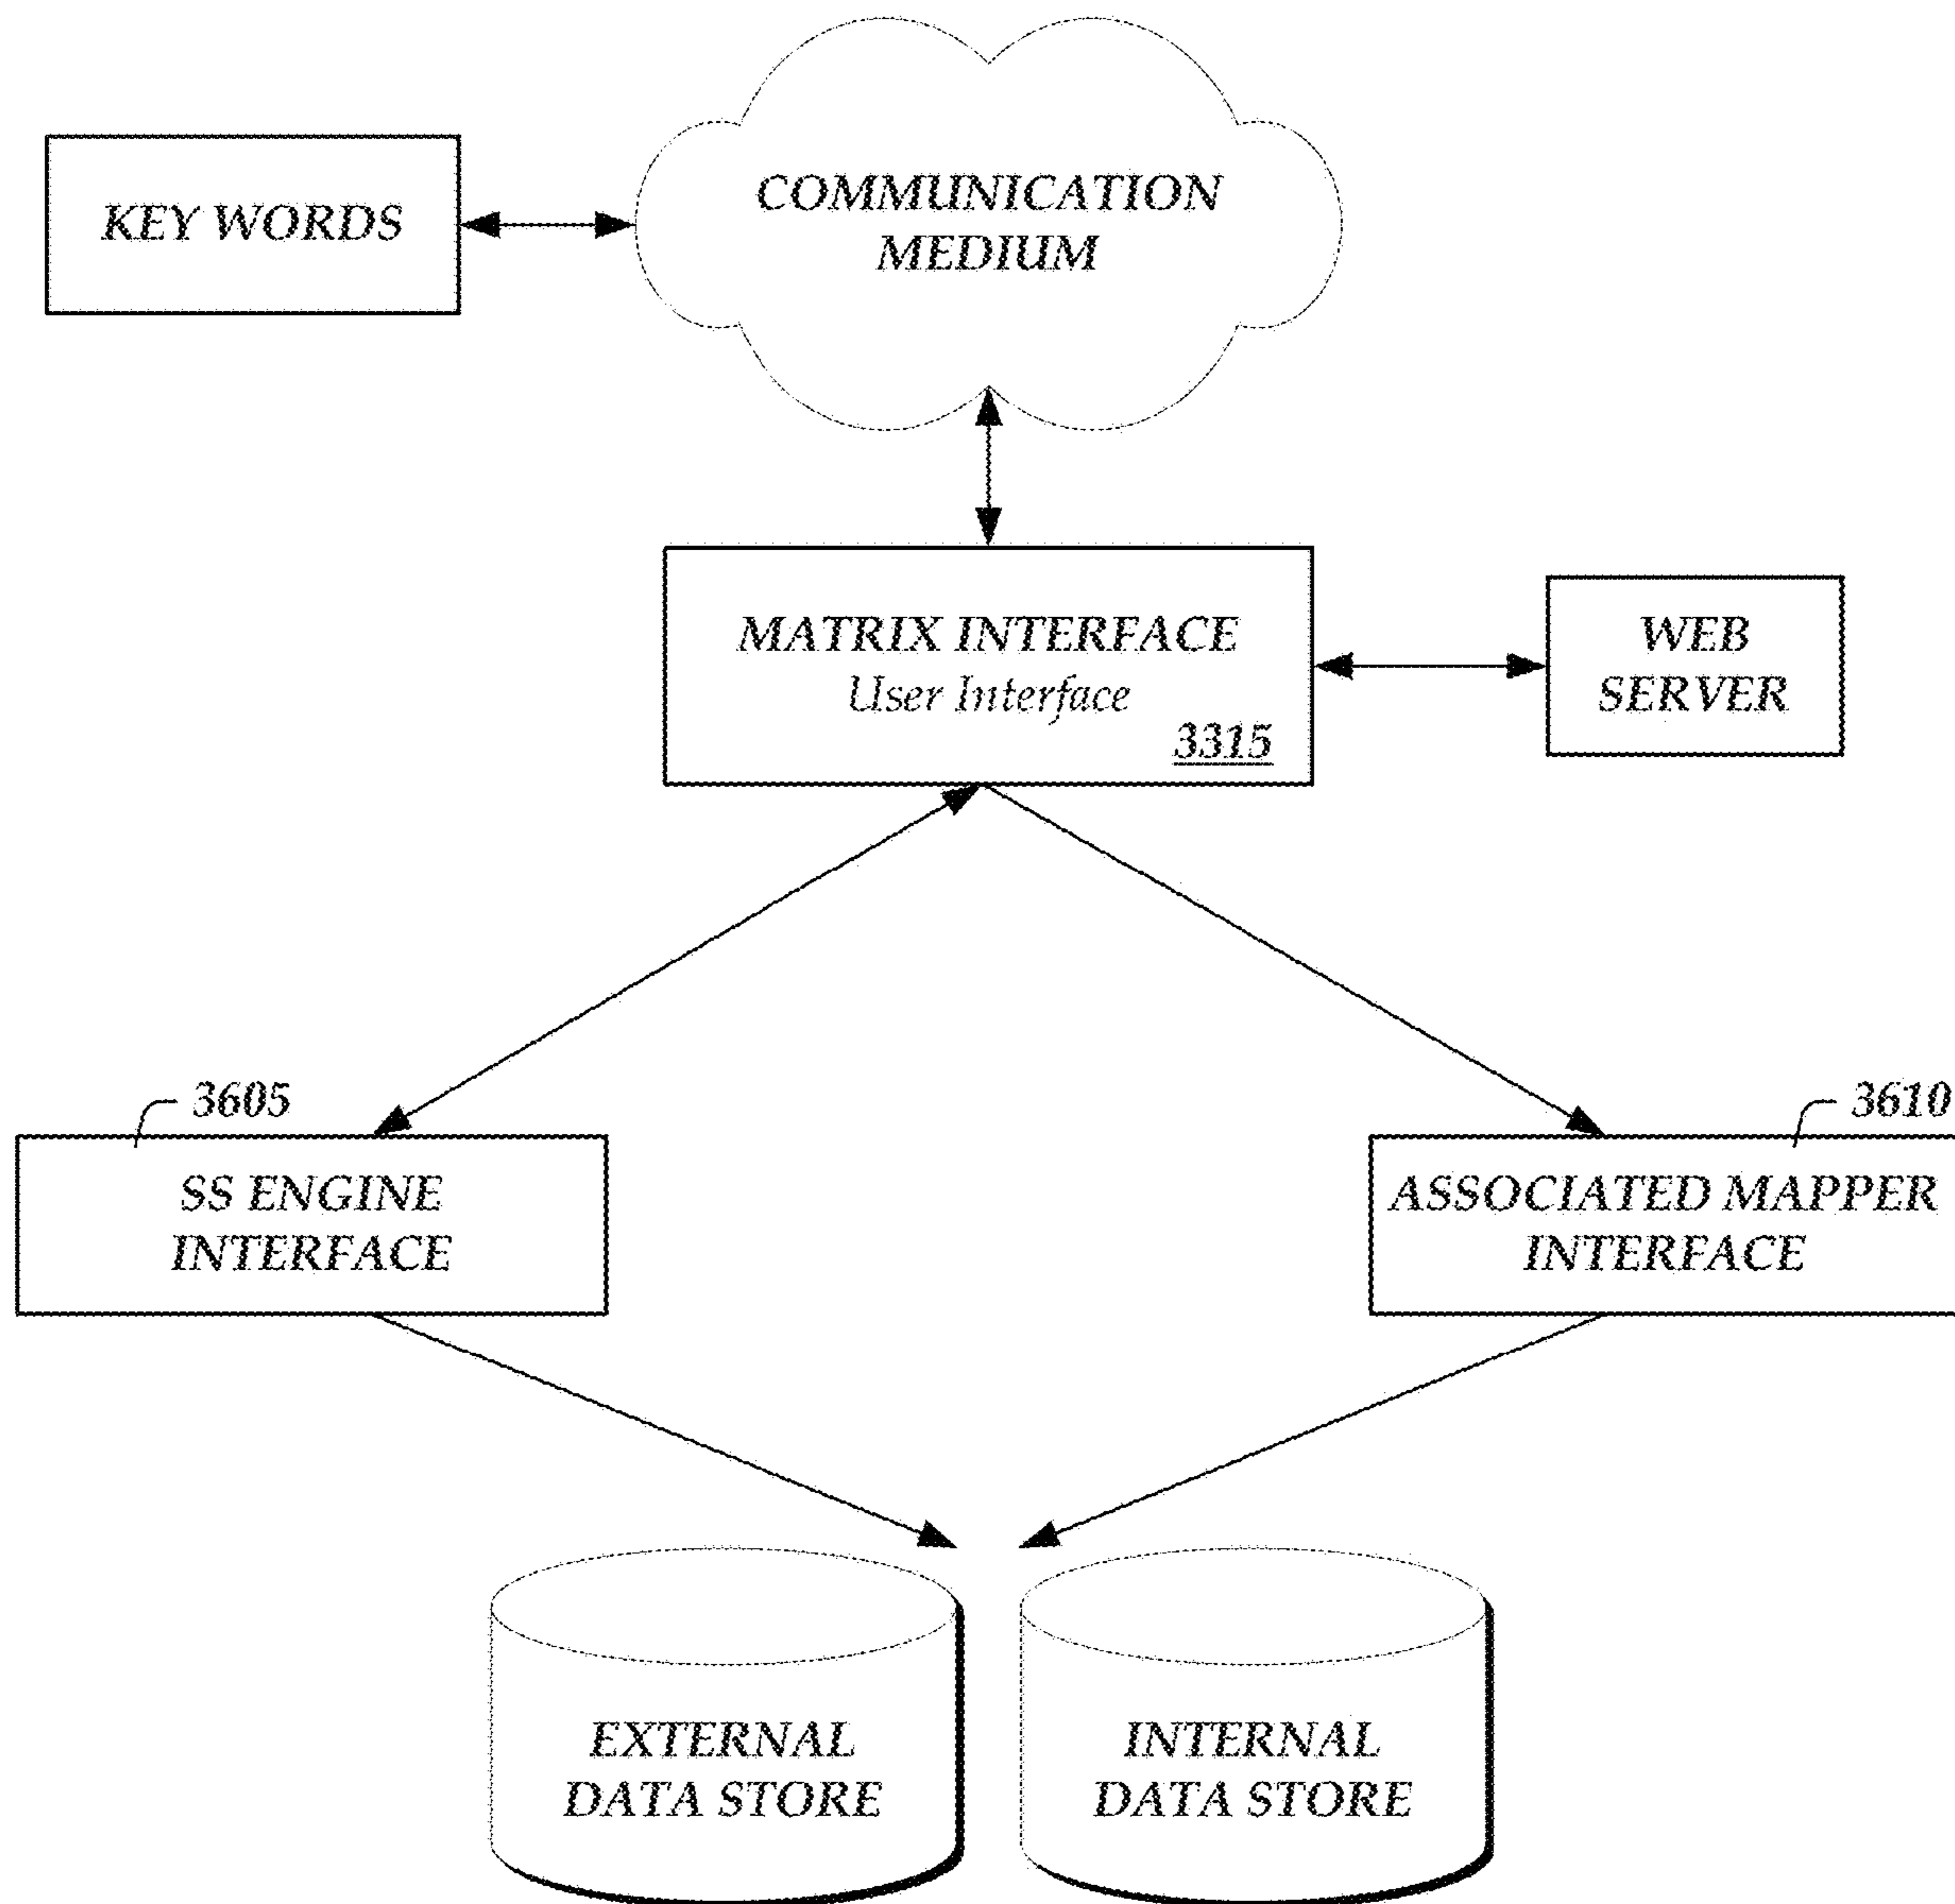 COMMUNICATION
MEDIUM
KEY WORDS
MATRIX INTERFACE
User Interface
3315
WEB
SERVER
3605
SS ENGINE
INTERFACE
3610
ASSOCIATED MAPPER
INTERFACE
EXTERNAL
DATA STORE
INTERNAL
DATA STORE